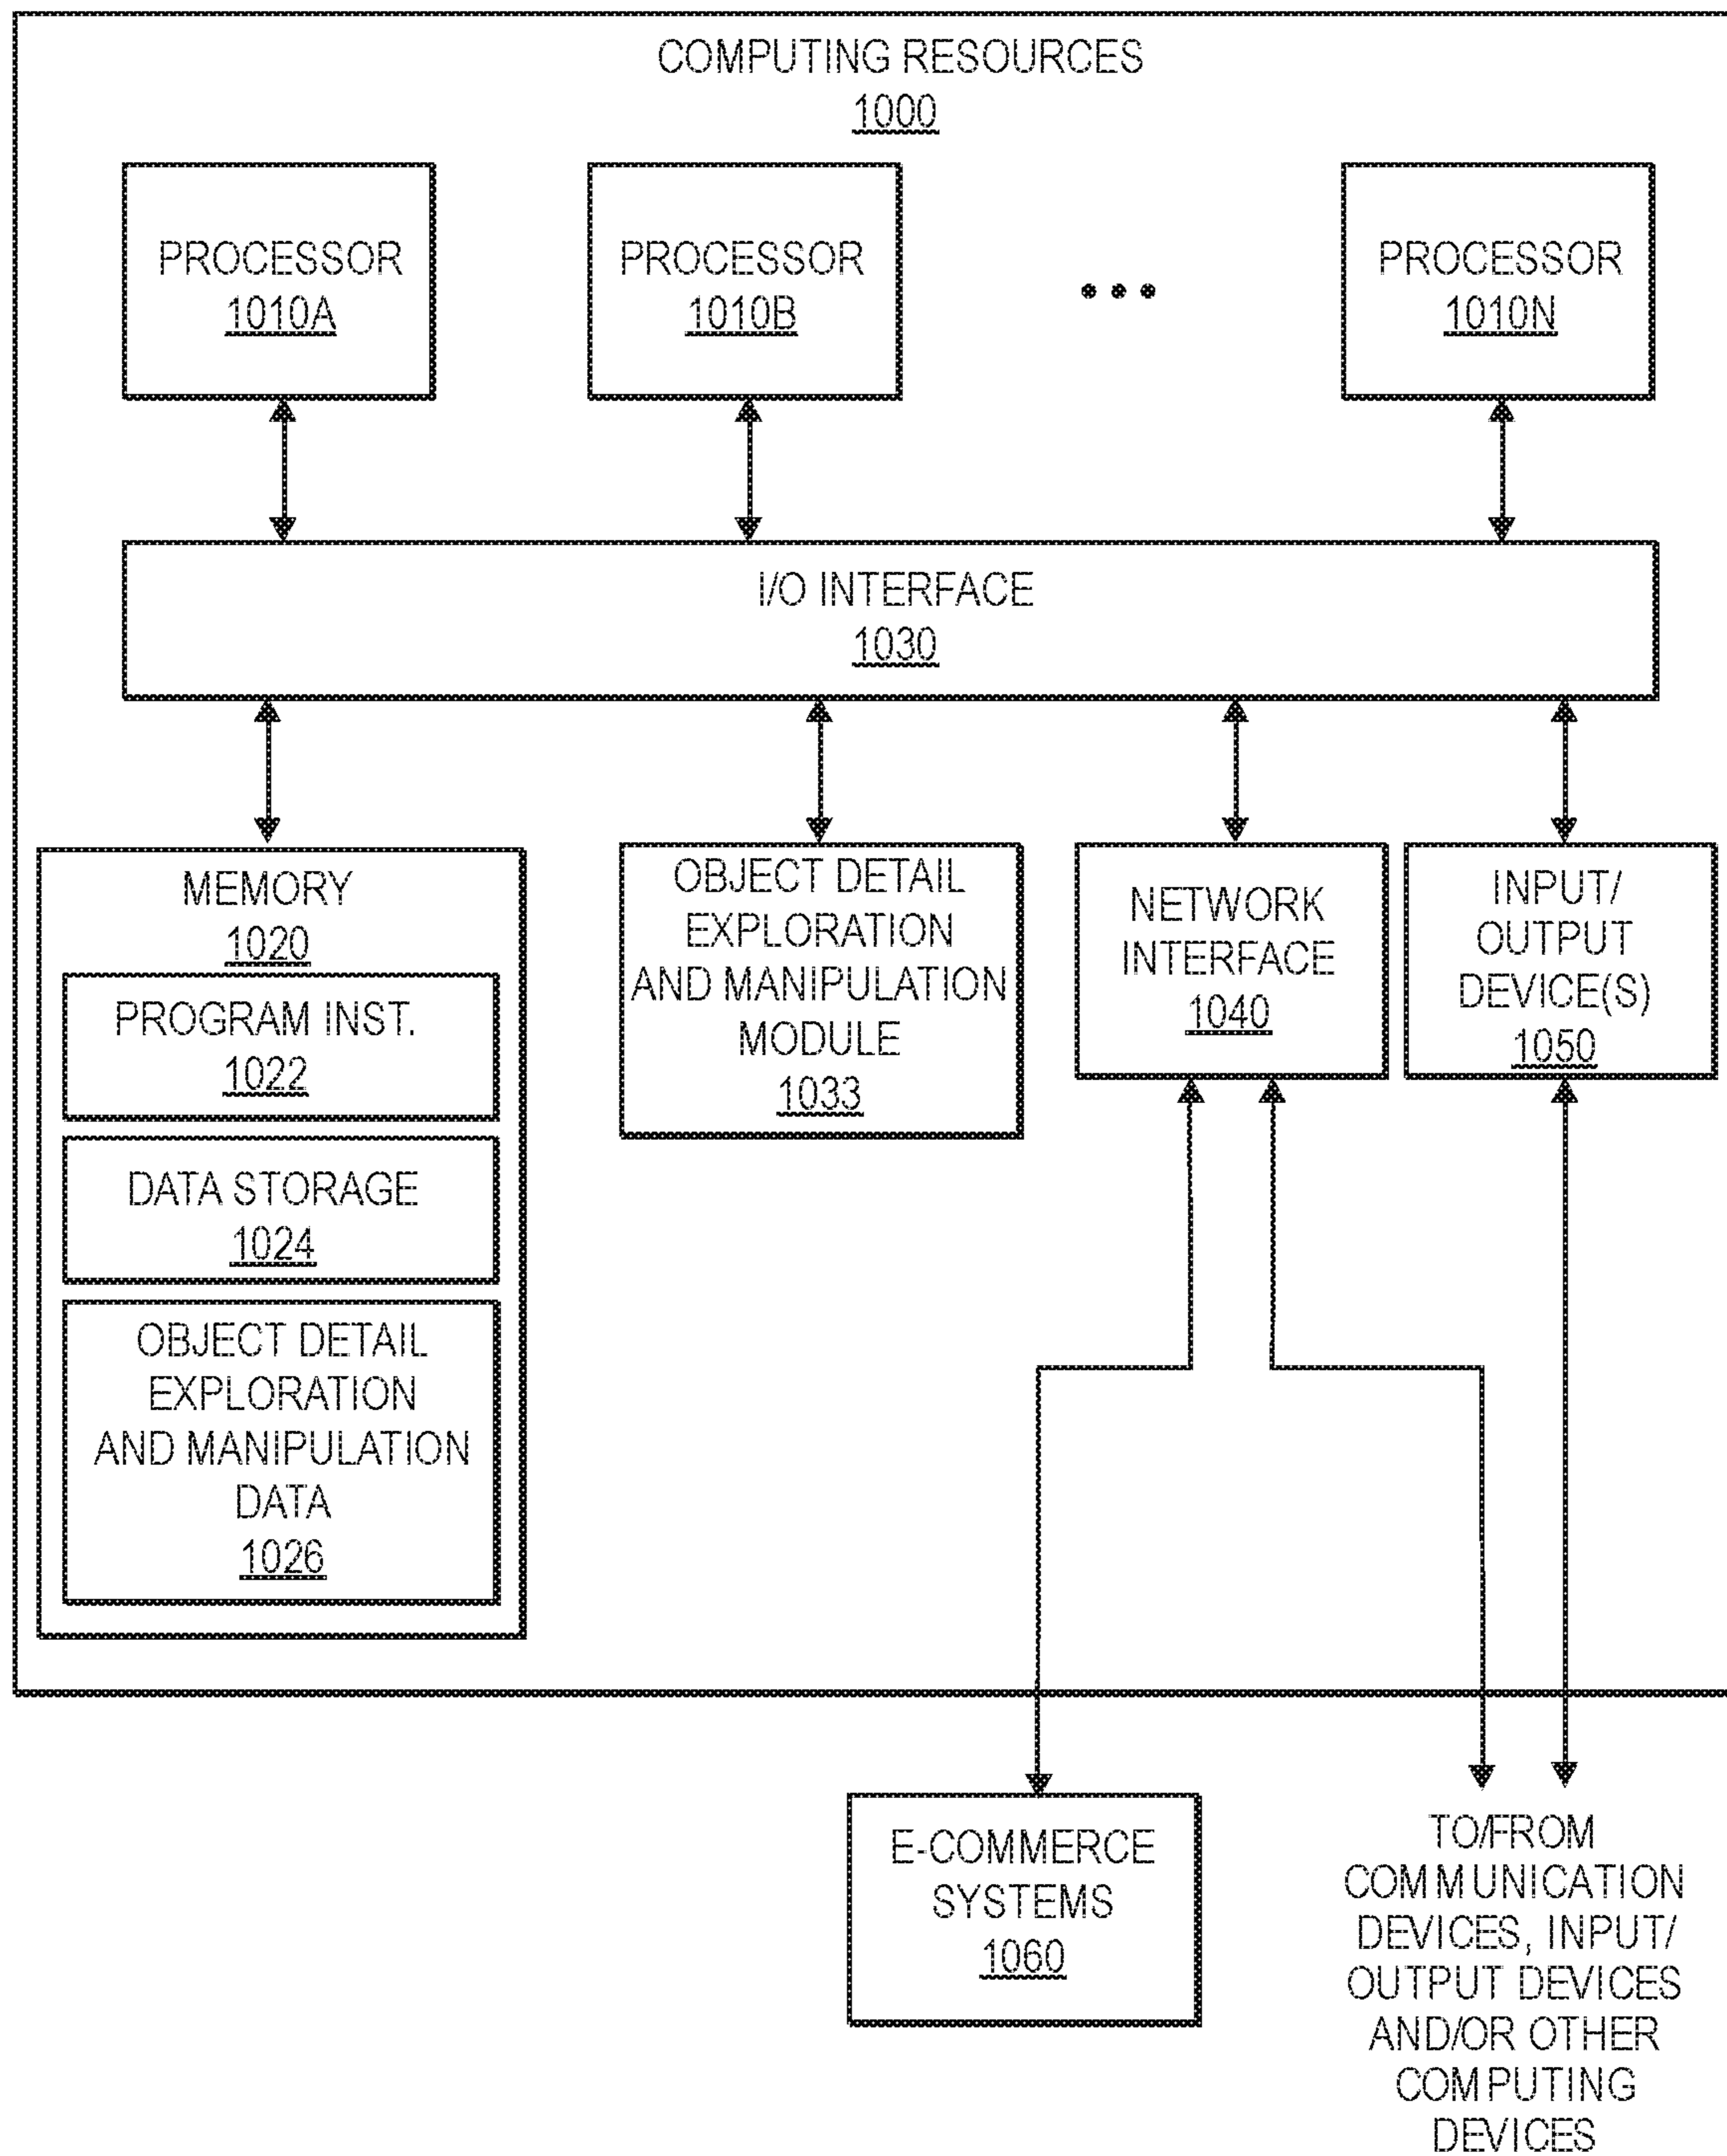 COMPUTING RESOURCES
1000
PROCESSOR
1010A
PROCESSOR
1010B
PROCESSOR
1010N
I/O INTERFACE
1030
MEMORY
1020
PROGRAM INST.
1022
DATA STORAGE
1024
OBJECT DETAIL
EXPLORATION
AND MANIPULATION
DATA
1026
OBJECT DETAIL
EXPLORATION
AND MANIPULATION
MODULE
1033
NETWORK
INTERFACE
1040
INPUT/
OUTPUT
DEVICE(S)
1050
E-COMMERCE
SYSTEMS
1060
TO/FROM
COMMUNICATION
DEVICES, INPUT/
OUTPUT DEVICES
AND/OR OTHER
COMPUTING
DEVICES